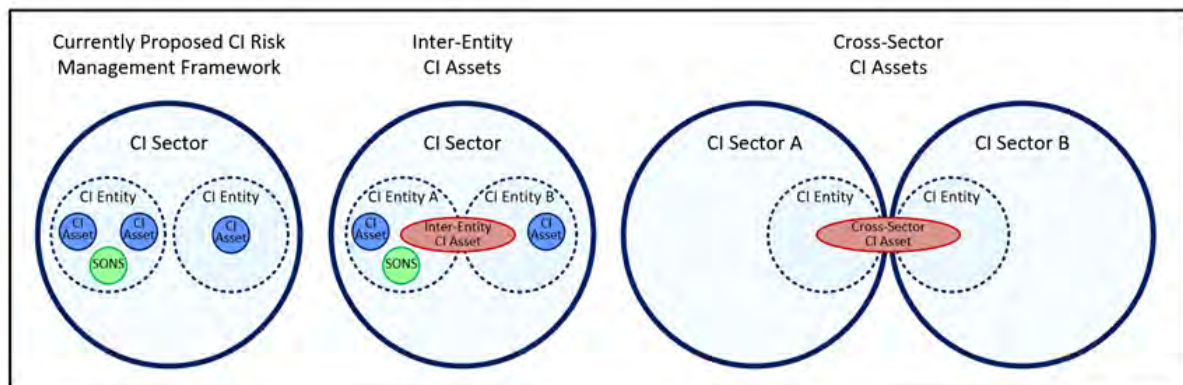 Currently Proposed CI Risk
Management Framework
CI Sector
CI Entity
CI
Asset
CI
Asset
SONS
CI Entity
CI
Asset
Inter-Entity
CI Assets
CI Sector
CI Entity A
CI
Asset
SONS
Inter-Entity
CI Asset
CI Entity B
CI
Asset
Cross-Sector
CI Assets
CI Sector A
CI Entity
Cross-Sector
CI Asset
CI Sector B
CI Entity